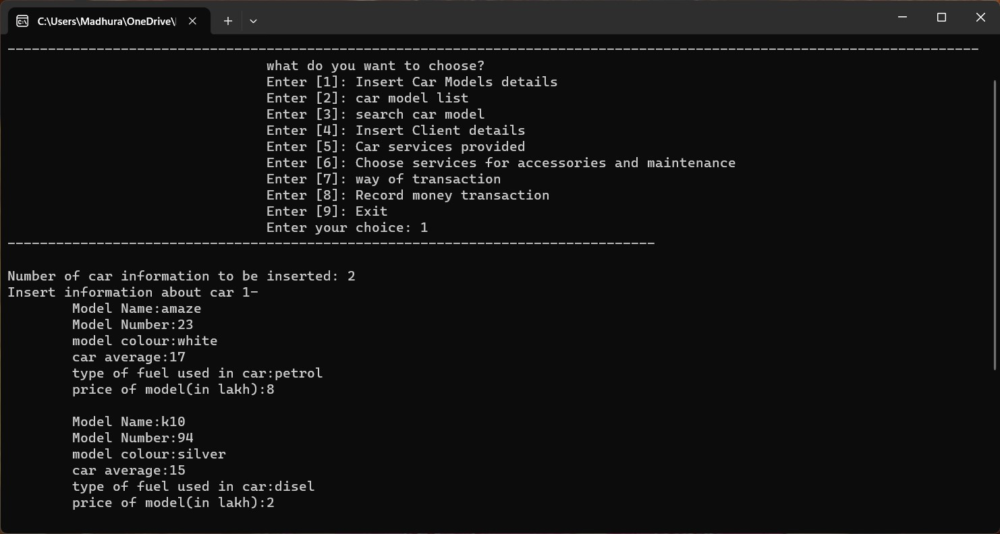 C:\Users\Madhura\OneDrive\
------------------------------------------------------------------------------------------------------------------------
what do you want to choose?
Enter [1]: Insert Car Models details
Enter [2]: car model list
Enter [3]: search car model
Enter [4]: Insert Client details
Enter [5]: Car services provided
Enter [6]: Choose services for accessories and maintenance
Enter [7]: way of transaction
Enter [8]: Record money transaction
Enter [9]: Exit
Enter your choice: 1
--------------------------------------------------------------------------------
Number of car information to be inserted: 2
Insert information about car 1-
Model Name:amaze
Model Number:23
model colour:white
car average:17
type of fuel used in car:petrol
price of model(in lakh):8
Model Name:k10
Model Number:94
model colour:silver
car average:15
type of fuel used in car:disel
price of model(in lakh):2